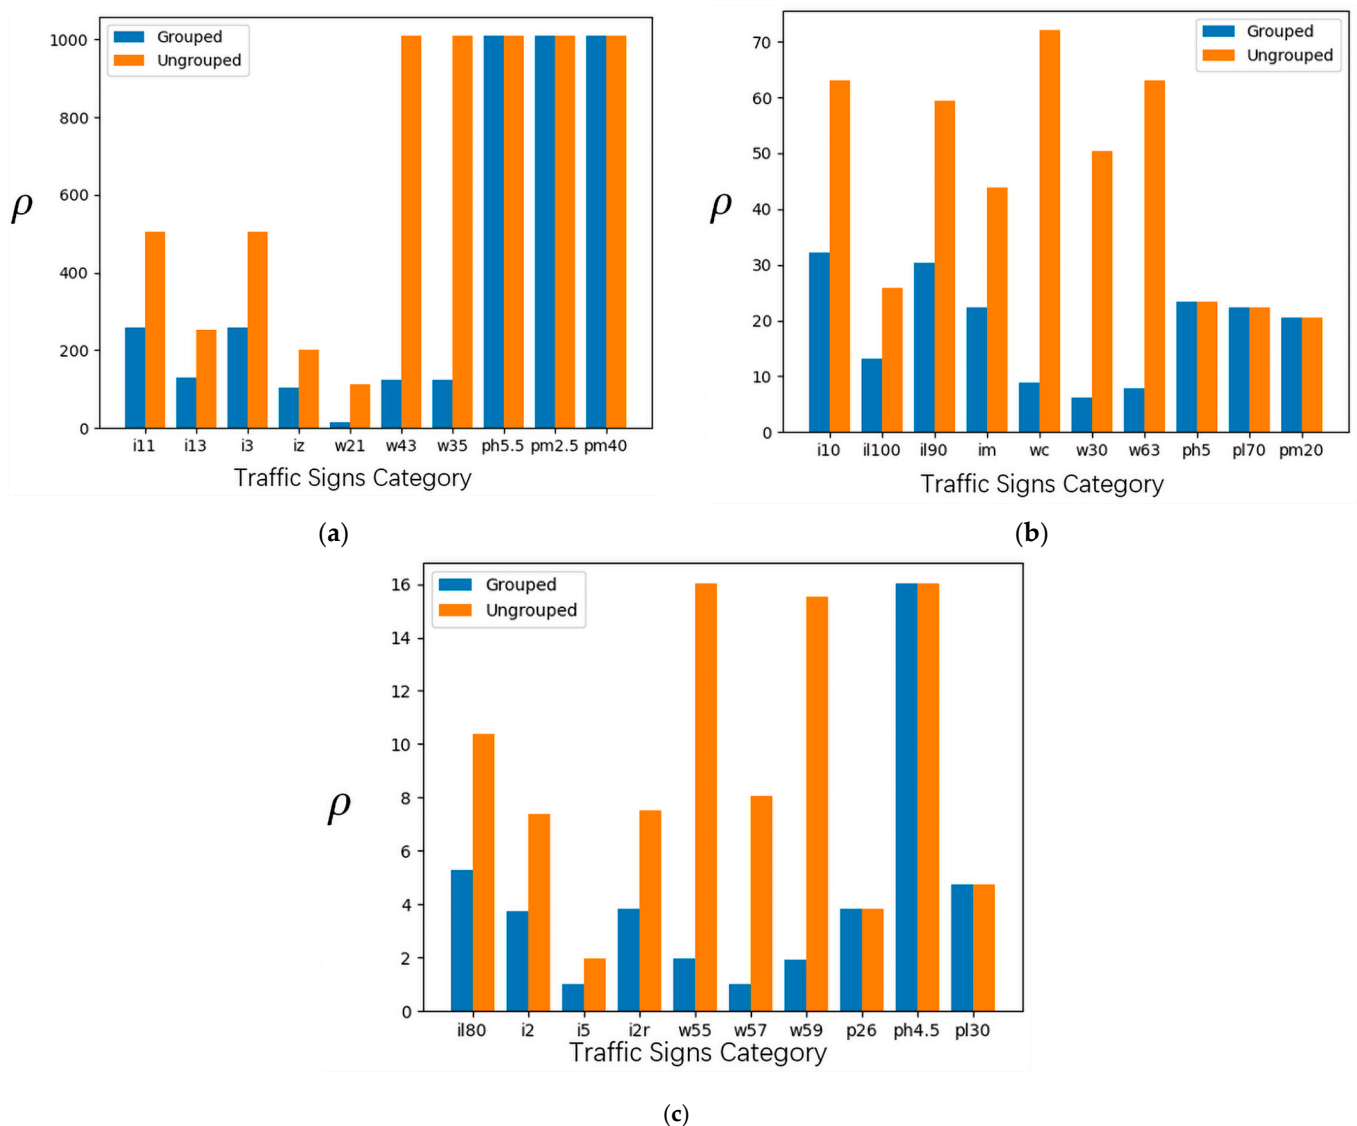 Grouped
Ungrouped
1000
800
600
400
200
0
ρ
i11 i13 i3 iz w21 w43 w35 ph5.5 pm2.5 pm40
Traffic Signs Category
(a)
Grouped
Ungrouped
70
60
50
40
30
20
10
0
ρ
i10 il100 il90 im wc w30 w63 ph5 pl70 pm20
Traffic Signs Category
(b)
Grouped
Ungrouped
16
14
12
10
8
6
4
2
0
ρ
il80 i2 i5 i2r w55 w57 w59 p26 ph4.5 pl30
Traffic Signs Category
(c)